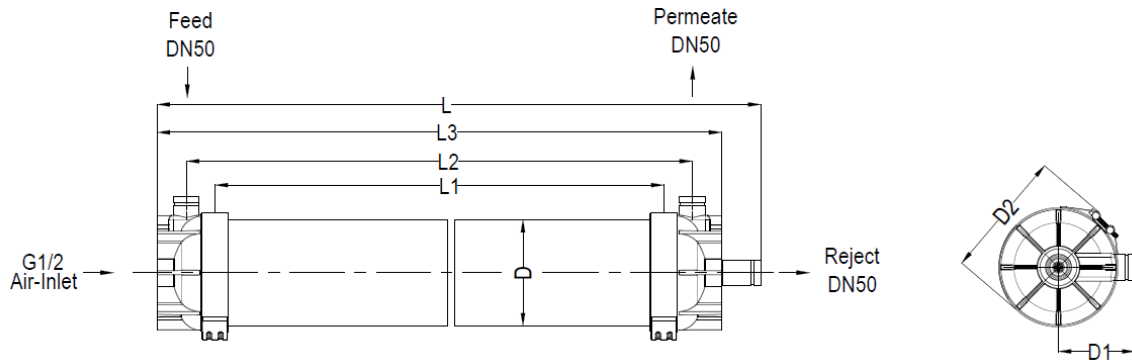 Feed
DN50
Permeate
DN50
L
L3
L2
L1
G1/2
Air-Inlet
D
Reject
DN50
D2
D1